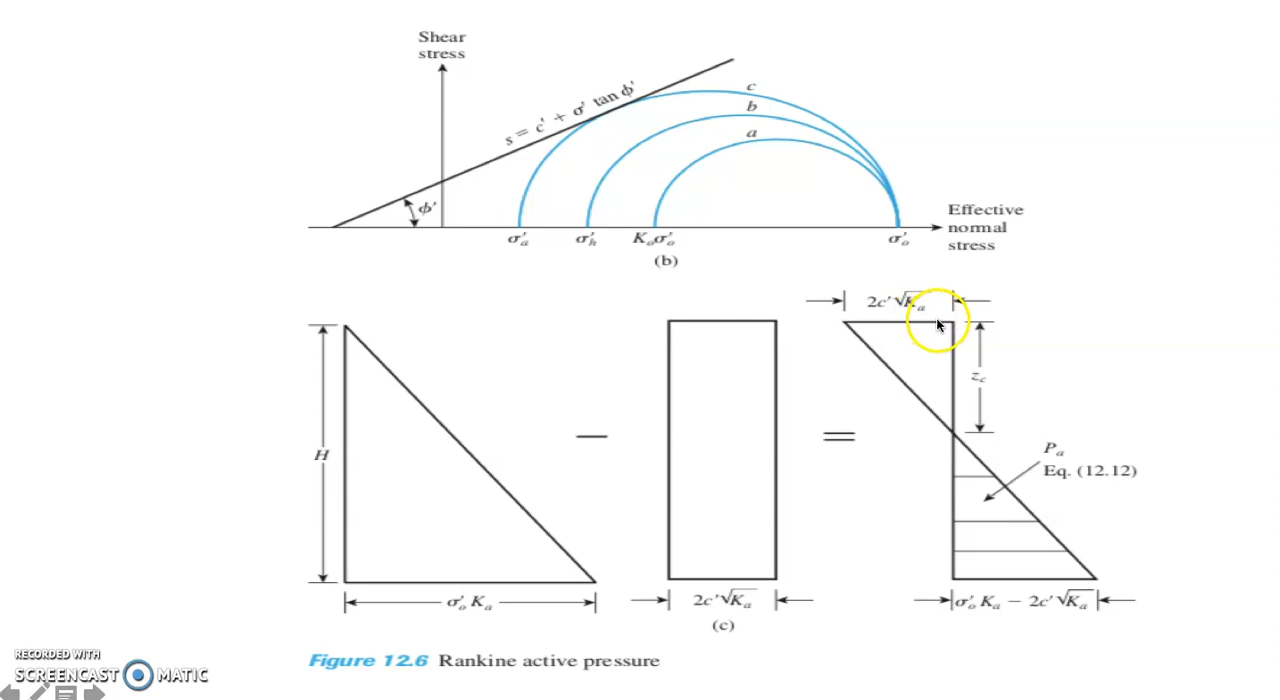 Shear
stress
s = c′ + σ′ tan ϕ′
c
b
a
ϕ′
σ′ₐ
σ′ₕ
Kₒσ′ₒ
σ′ₒ
Effective
normal
stress
(b)
2c′√Kₐ
z꜀
H
−
=
Pₐ
Eq. (12.12)
σ′ₒ Kₐ
2c′√Kₐ
σ′ₒ Kₐ − 2c′√Kₐ
(c)
Figure 12.6 Rankine active pressure
RECORDED WITH
SCREENCAST MATIC